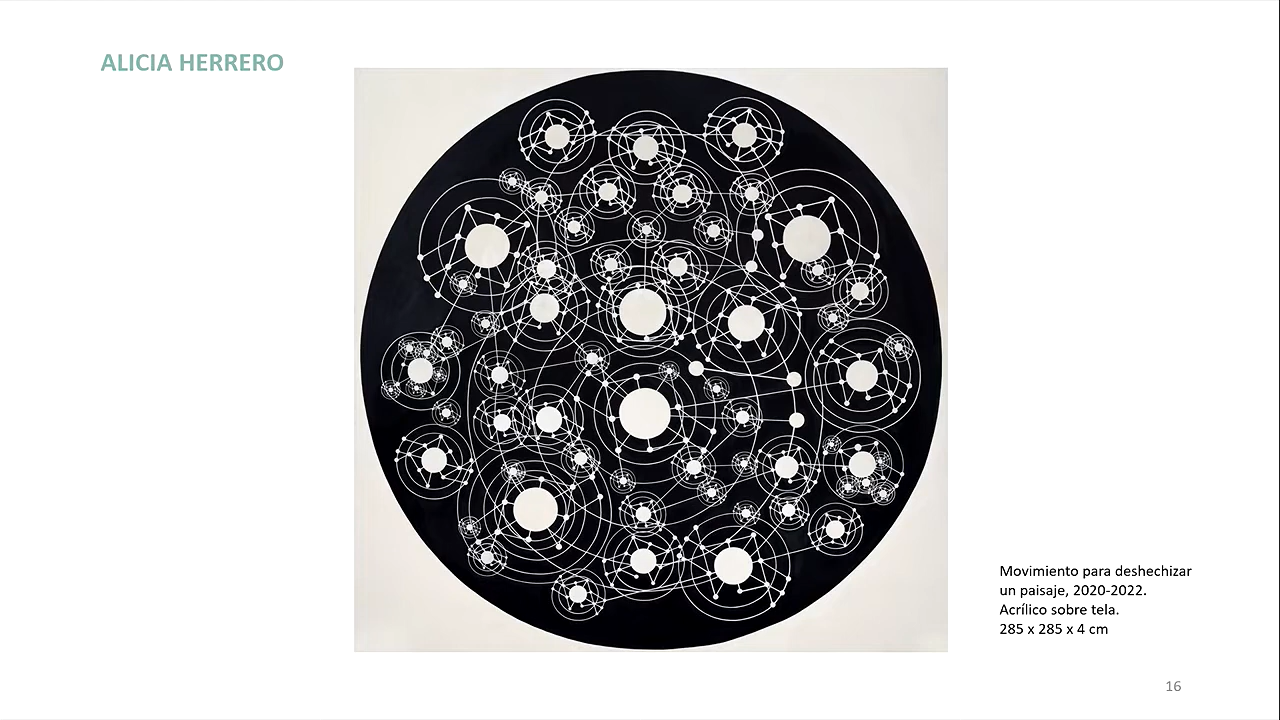 ALICIA HERRERO
Movimiento para deshechizar
un paisaje, 2020-2022.
Acrílico sobre tela.
285 x 285 x 4 cm
16